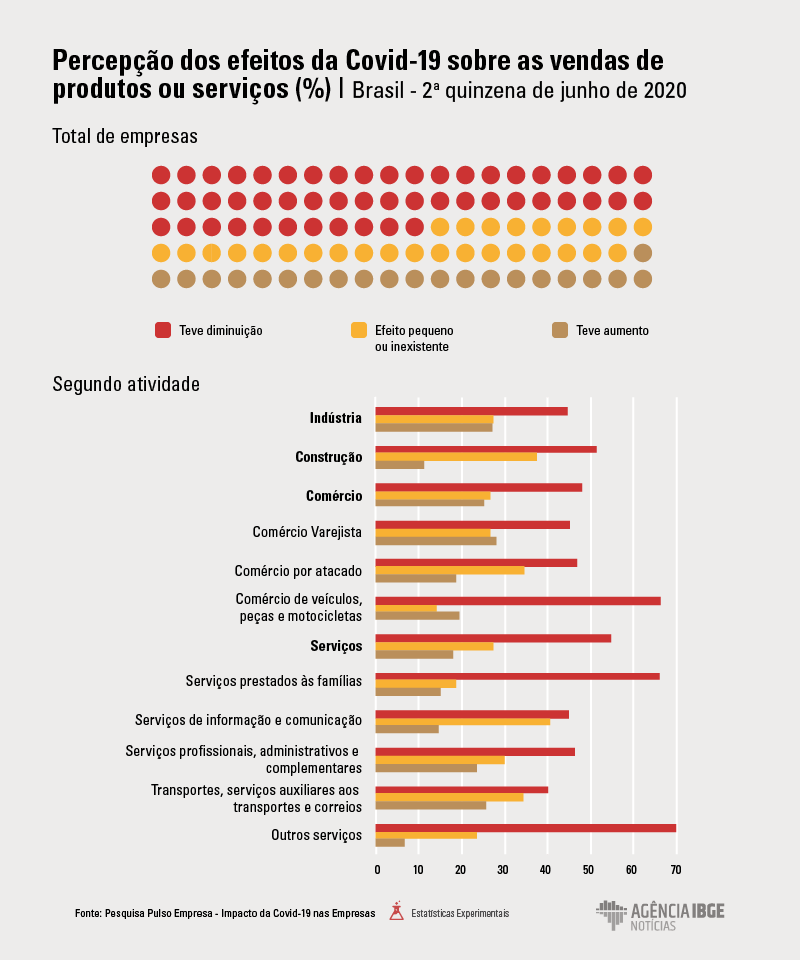 Percepção dos efeitos da Covid-19 sobre as vendas de
produtos ou serviços (%) | Brasil - 2ª quinzena de junho de 2020
Total de empresas
Teve diminuição
Efeito pequeno
ou inexistente
Teve aumento
Segundo atividade
Indústria
Construção
Comércio
Comércio Varejista
Comércio por atacado
Comércio de veículos,
peças e motocicletas
Serviços
Serviços prestados às famílias
Serviços de informação e comunicação
Serviços profissionais, administrativos e
complementares
Transportes, serviços auxiliares aos
transportes e correios
Outros serviços
0 10 20 30 40 50 60 70
Fonte: Pesquisa Pulso Empresa - Impacto da Covid-19 nas Empresas
Estatísticas Experimentais
AGÊNCIA IBGE
NOTÍCIAS